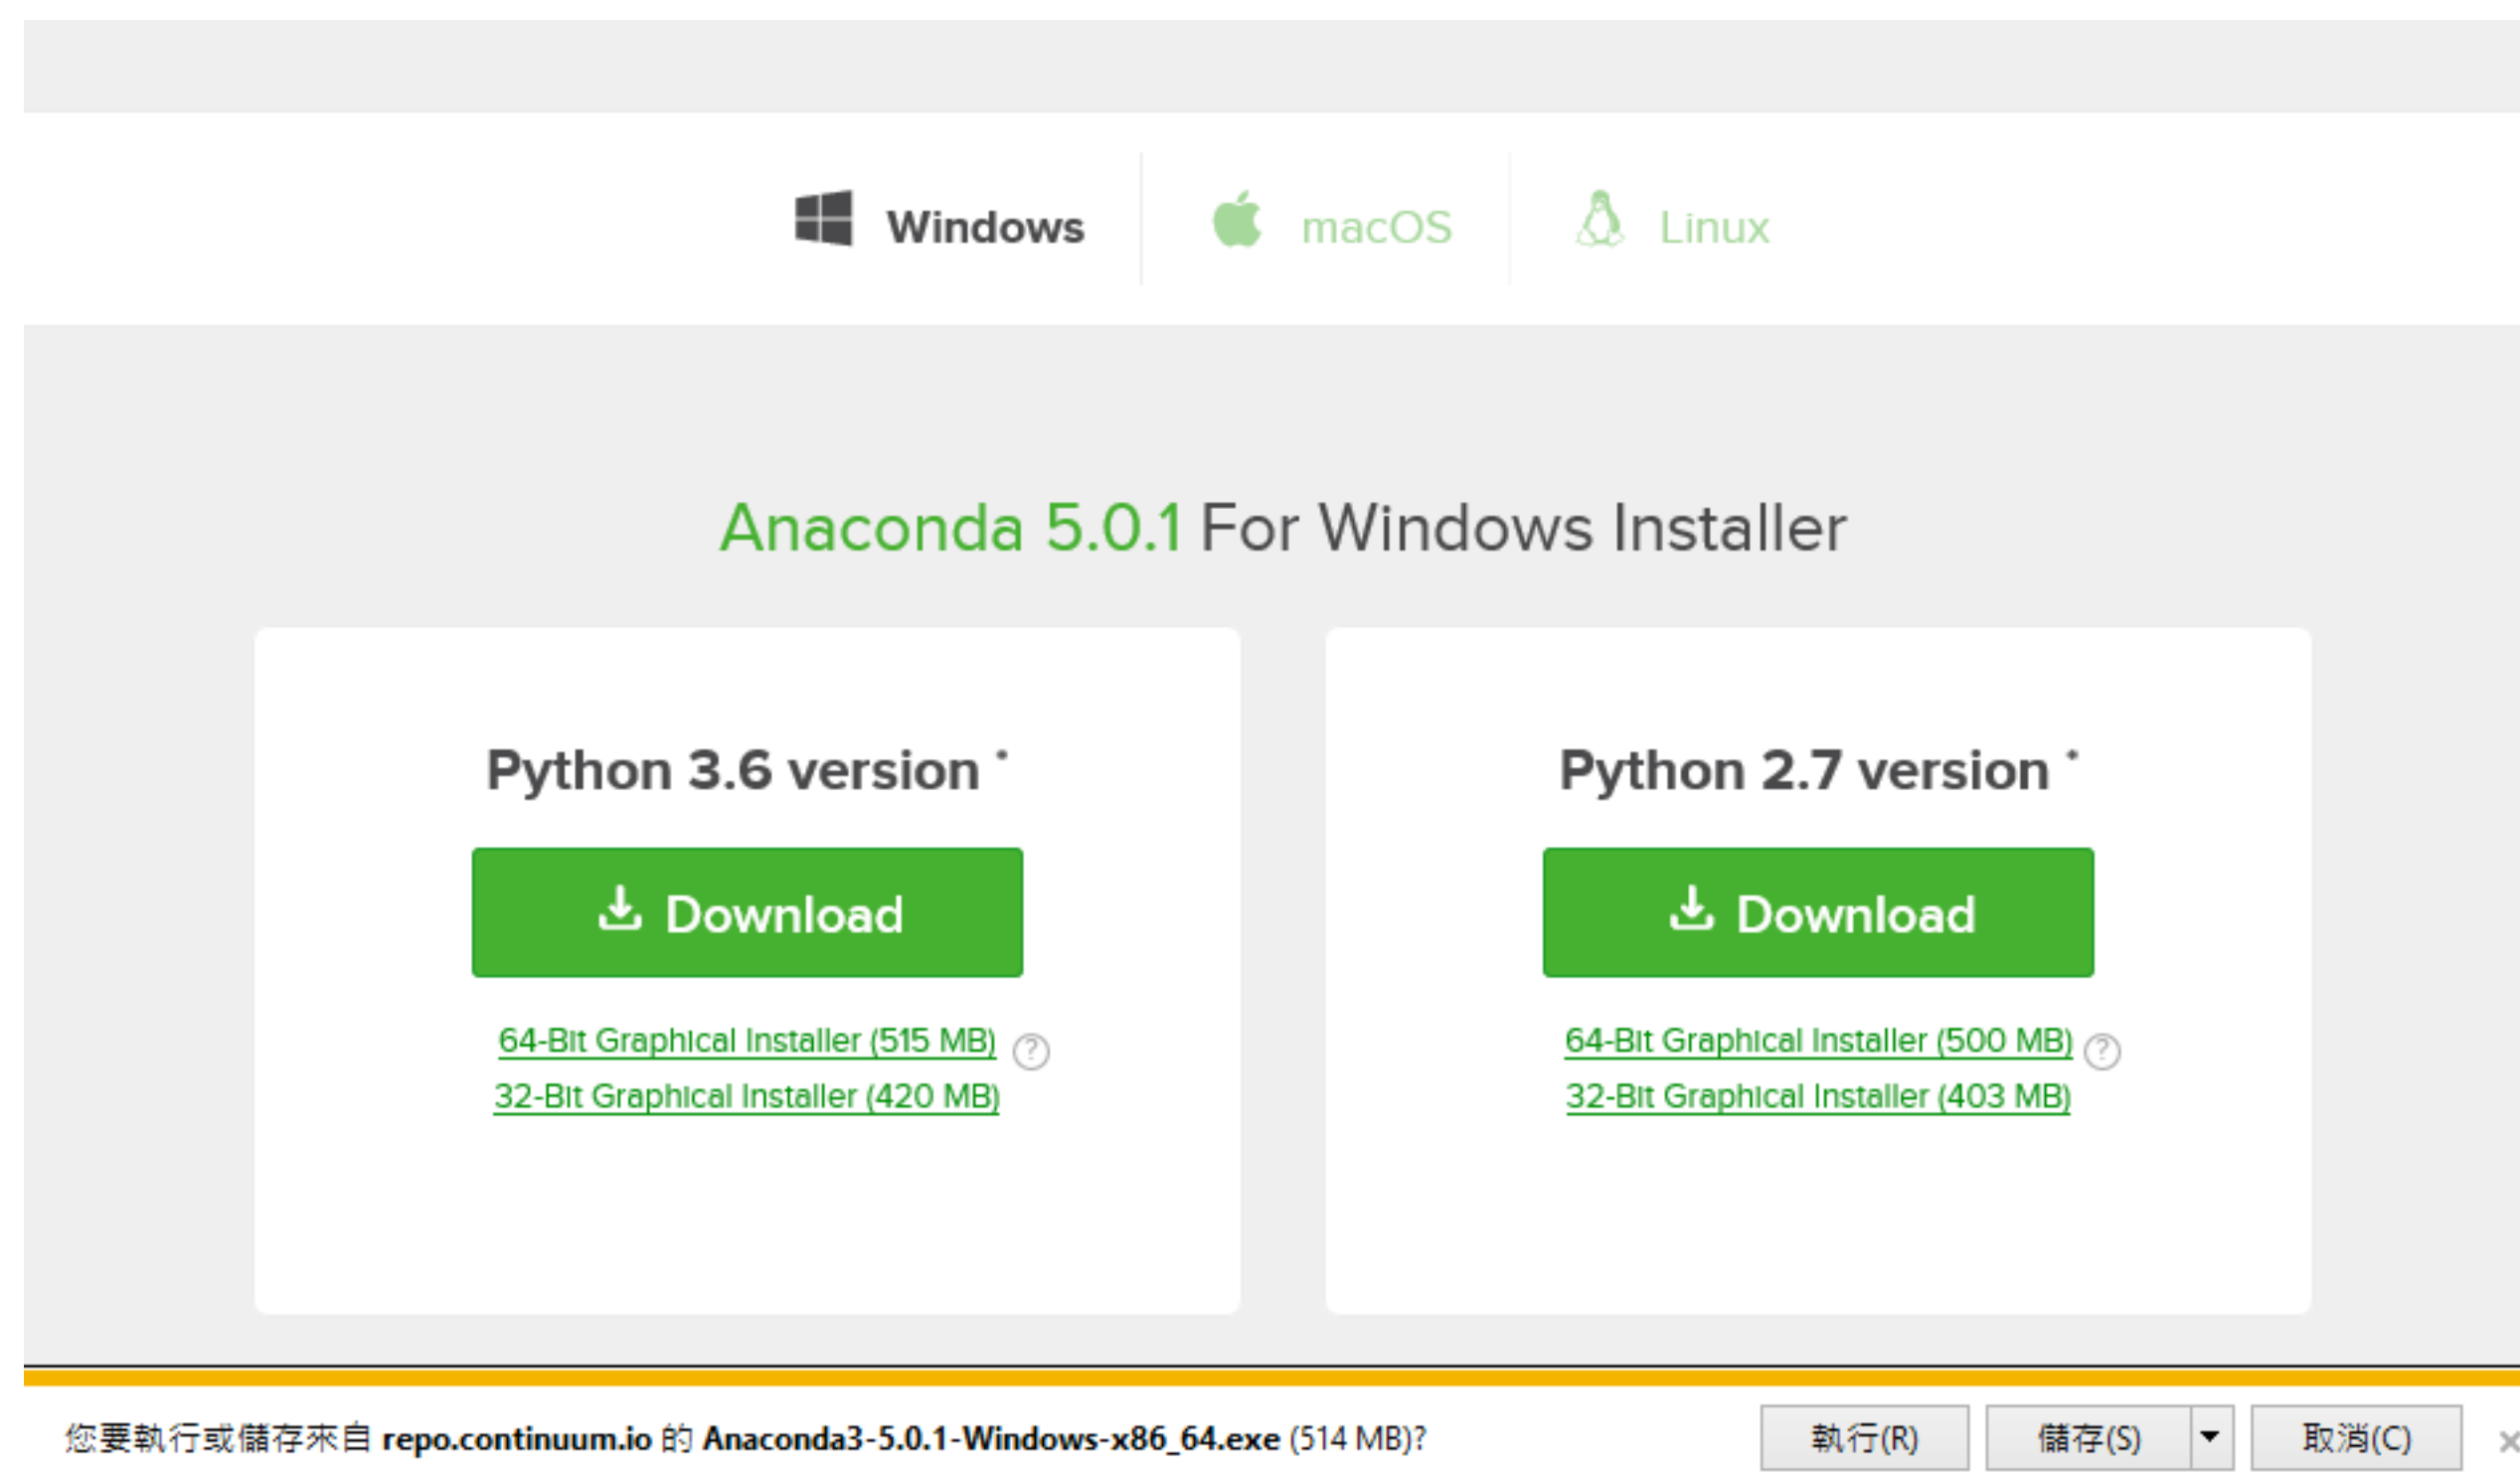 Windows
macOS
Linux
Anaconda 5.0.1 For Windows Installer
Python 3.6 version *
Download
64-Bit Graphical Installer (515 MB) ?
32-Bit Graphical Installer (420 MB)
Python 2.7 version *
Download
64-Bit Graphical Installer (500 MB) ?
32-Bit Graphical Installer (403 MB)
您要執行或儲存來自 repo.continuum.io 的 Anaconda3-5.0.1-Windows-x86_64.exe (514 MB)?
執行(R)
儲存(S)
取消(C)